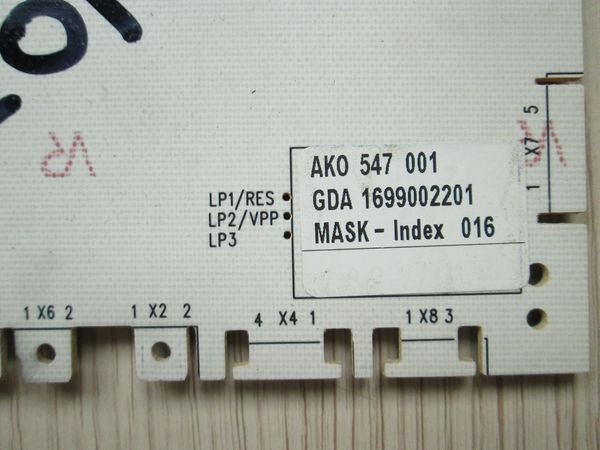 5
X7
1
VR
VR
AKO 547 001
GDA 1699002201
MASK - Index 016
LP1/RES
LP2/VPP
LP3
1 X6 2
1 X2 2
4 X4 1
1 X8 3